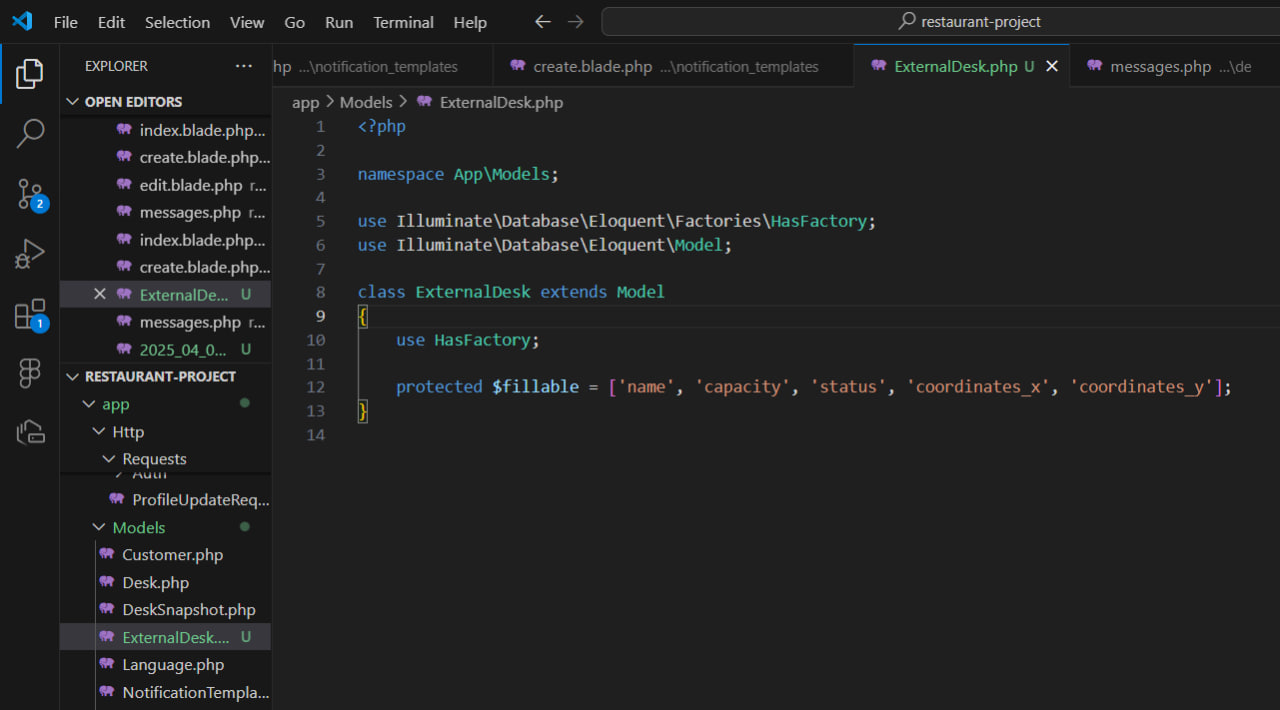 File Edit Selection View Go Run Terminal Help
restaurant-project
EXPLORER
hp ...\notification_templates
create.blade.php ...\notification_templates
ExternalDesk.php U
messages.php ...\de
OPEN EDITORS
index.blade.php...
create.blade.php...
edit.blade.php r...
messages.php r...
index.blade.php...
create.blade.php...
ExternalDe... U
messages.php r...
2025_04_0... U
RESTAURANT-PROJECT
app
Http
Requests
Auth
ProfileUpdateReq...
Models
Customer.php
Desk.php
DeskSnapshot.php
ExternalDesk.... U
Language.php
NotificationTempla...
2
1
app > Models > ExternalDesk.php
1 <?php
2
3 namespace App\Models;
4
5 use Illuminate\Database\Eloquent\Factories\HasFactory;
6 use Illuminate\Database\Eloquent\Model;
7
8 class ExternalDesk extends Model
9 {
10 use HasFactory;
11
12 protected $fillable = ['name', 'capacity', 'status', 'coordinates_x', 'coordinates_y'];
13 }
14